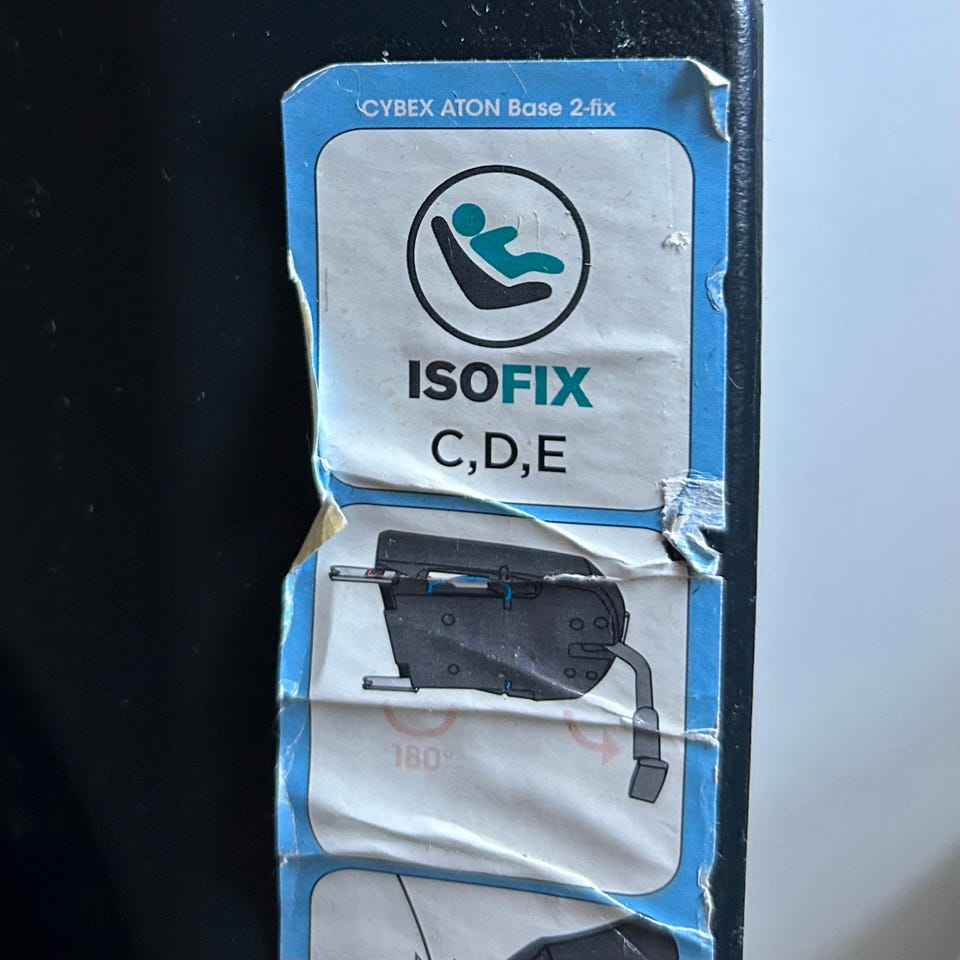 CYBEX ATON Base 2-fix
ISOFIX
C,D,E
180°